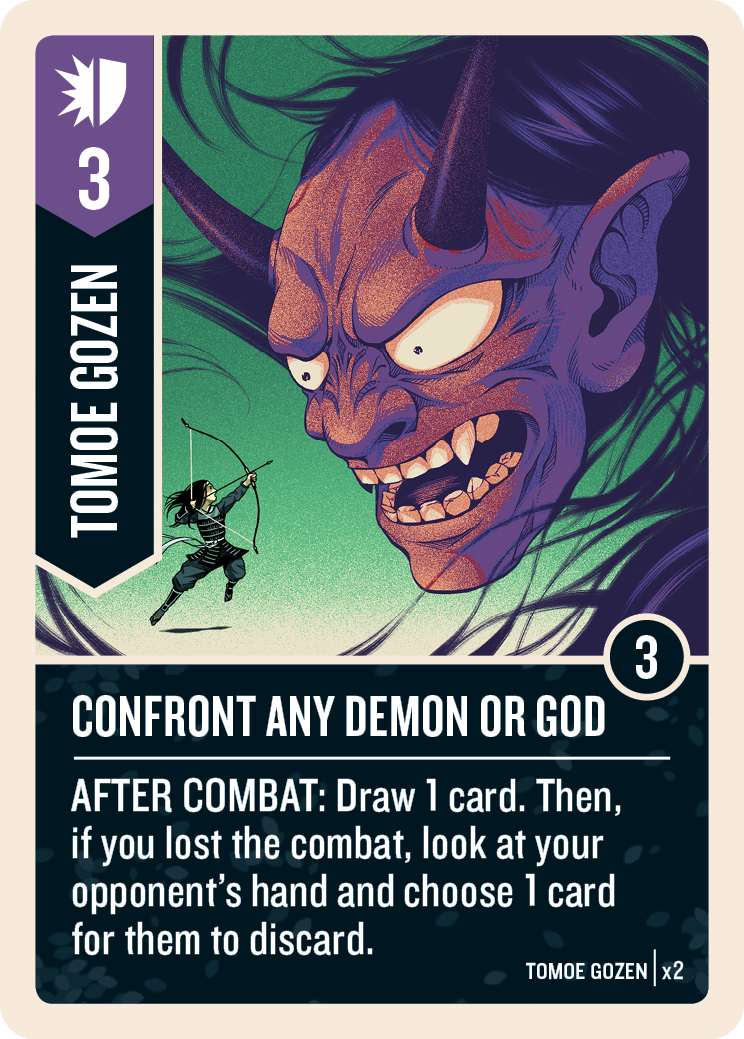 3
TOMOE GOZEN
3
CONFRONT ANY DEMON OR GOD
AFTER COMBAT: Draw 1 card. Then,
if you lost the combat, look at your
opponent’s hand and choose 1 card
for them to discard.
TOMOE GOZEN | x2